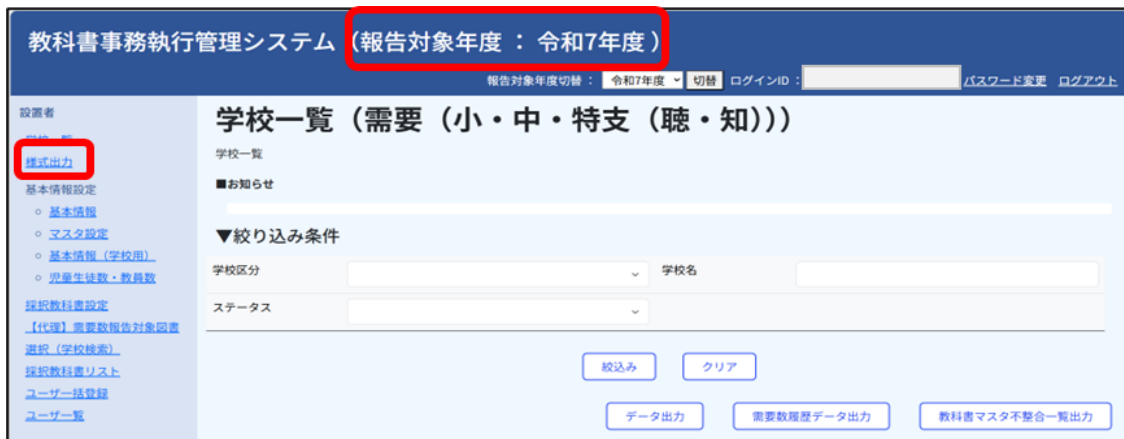 教科書事務執行管理システム（報告対象年度 ： 令和7年度 ）
報告対象年度切替 ： 令和7年度 切替 ログインID ： パスワード変更 ログアウト
設置者
学校一覧
様式出力
基本情報設定
基本情報
マスタ設定
基本情報（学校用）
児童生徒数・教員数
採択教科書設定
【代理】需要数報告対象図書
選択（学校検索）
採択教科書リスト
ユーザー括登録
ユーザ一覧
学校一覧（需要（小・中・特支（聴・知）））
学校一覧
■お知らせ
▼絞り込み条件
学校区分 学校名
ステータス
絞込み クリア
データ出力 需要数履歴データ出力 教科書マスタ不整合一覧出力